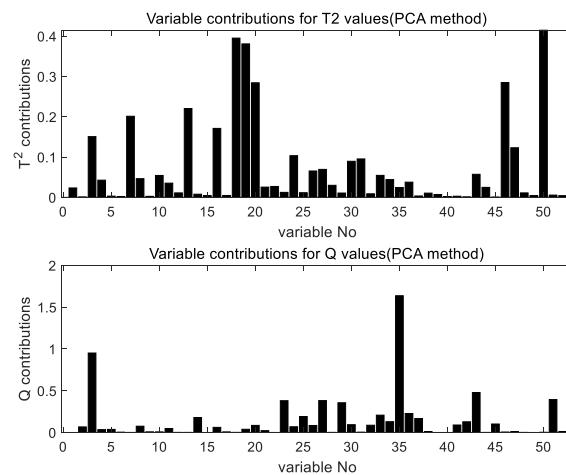 Variable contributions for T2 values(PCA method)
0.4
0.3
0.2
0.1
0
T2 contributions
0 5 10 15 20 25 30 35 40 45 50
variable No
Variable contributions for Q values(PCA method)
2
1.5
1
0.5
0
Q contributions
0 5 10 15 20 25 30 35 40 45 50
variable No